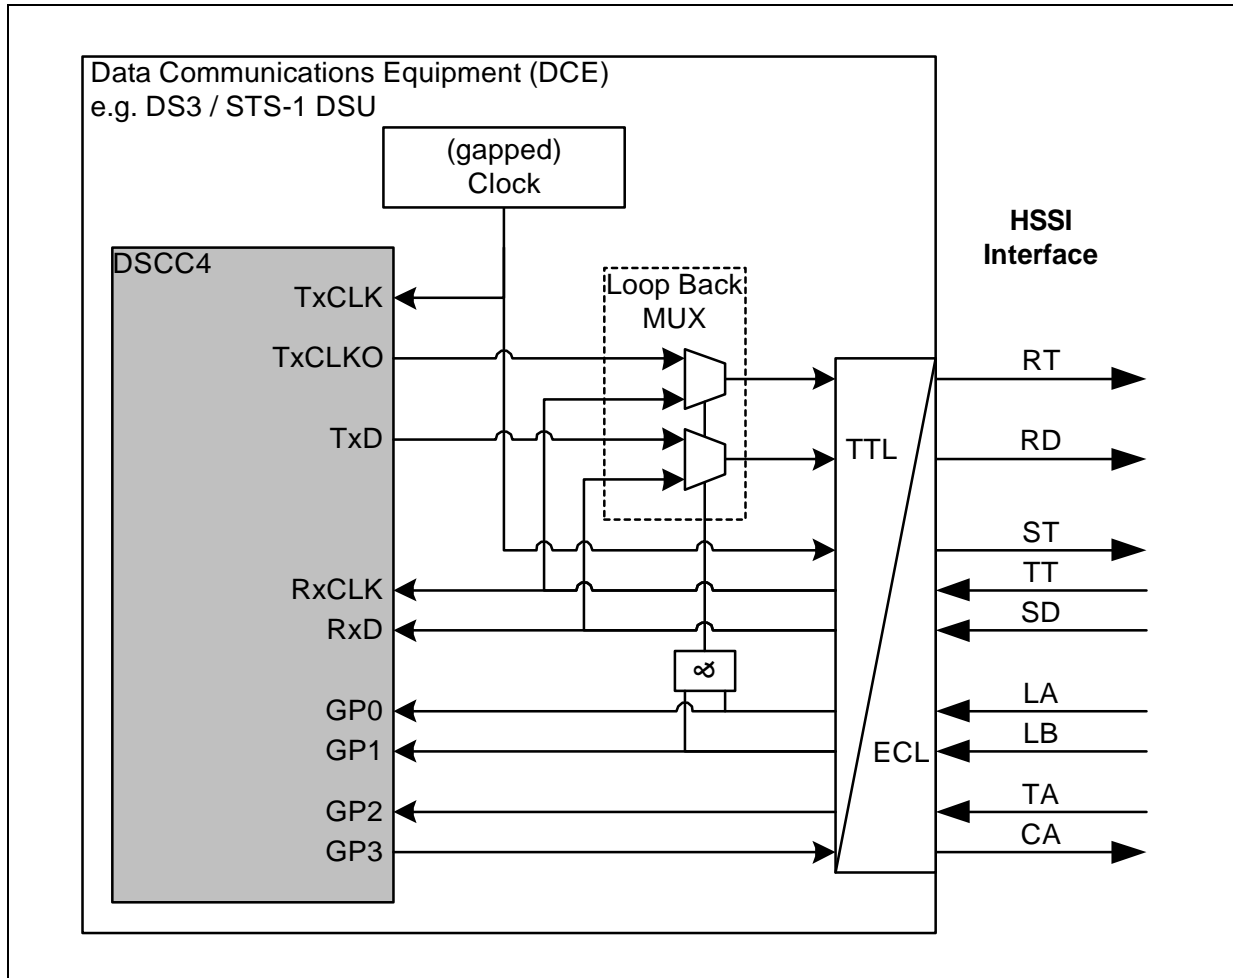 Data Communications Equipment (DCE)
e.g. DS3 / STS-1 DSU
(gapped)
Clock
HSSI
Interface
DSCC4
TxCLK
Loop Back
MUX
TxCLKO
RT
TxD
TTL
RD
ST
RxCLK
TT
RxD
SD
&
GP0
LA
GP1
ECL
LB
GP2
TA
GP3
CA